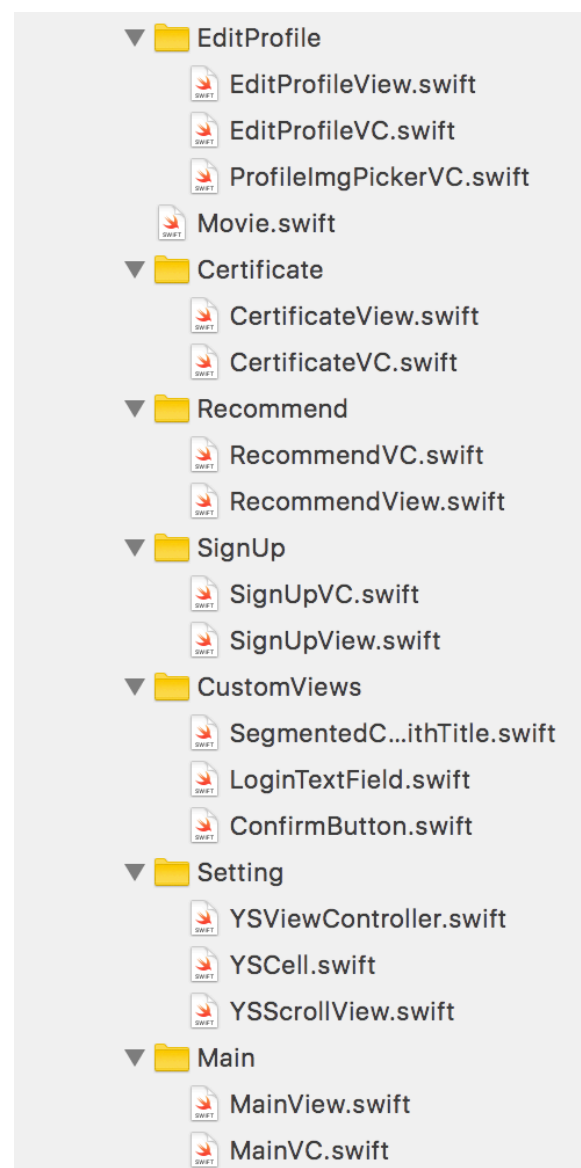 EditProfile
EditProfileView.swift
EditProfileVC.swift
ProfileImgPickerVC.swift
Movie.swift
Certificate
CertificateView.swift
CertificateVC.swift
Recommend
RecommendVC.swift
RecommendView.swift
SignUp
SignUpVC.swift
SignUpView.swift
CustomViews
SegmentedC...ithTitle.swift
LoginTextField.swift
ConfirmButton.swift
Setting
YSViewController.swift
YSCell.swift
YSScrollView.swift
Main
MainView.swift
MainVC.swift